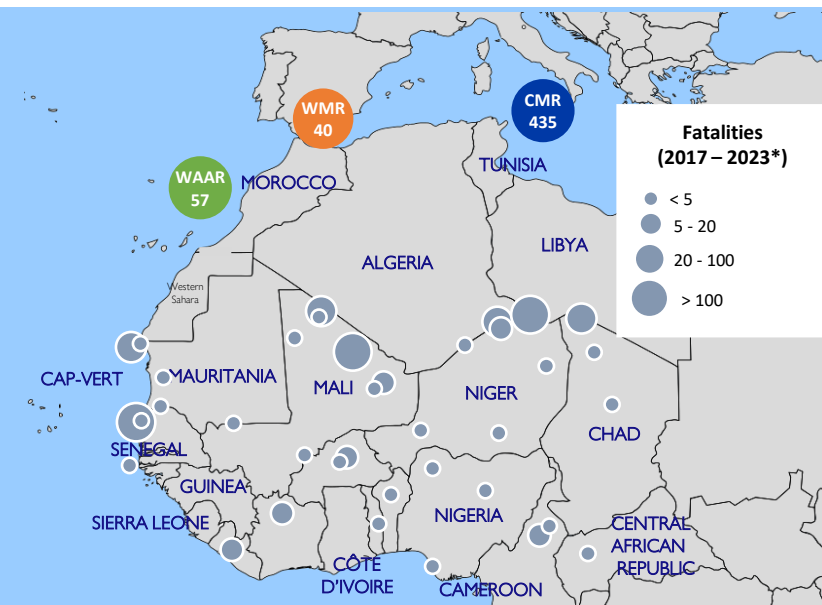 CMR
435
WMR
40
Fatalities
(2017 – 2023*)
TUNISIA
WAAR
57
MOROCCO
< 5
5 - 20
20 - 100
> 100
LIBYA
ALGERIA
Western
Sahara
CAP-VERT
MAURITANIA
MALI
NIGER
CHAD
SENEGAL
GUINEA
NIGERIA
SIERRA LEONE
CENTRAL
AFRICAN
REPUBLIC
CÔTE
D'IVOIRE
CAMEROON